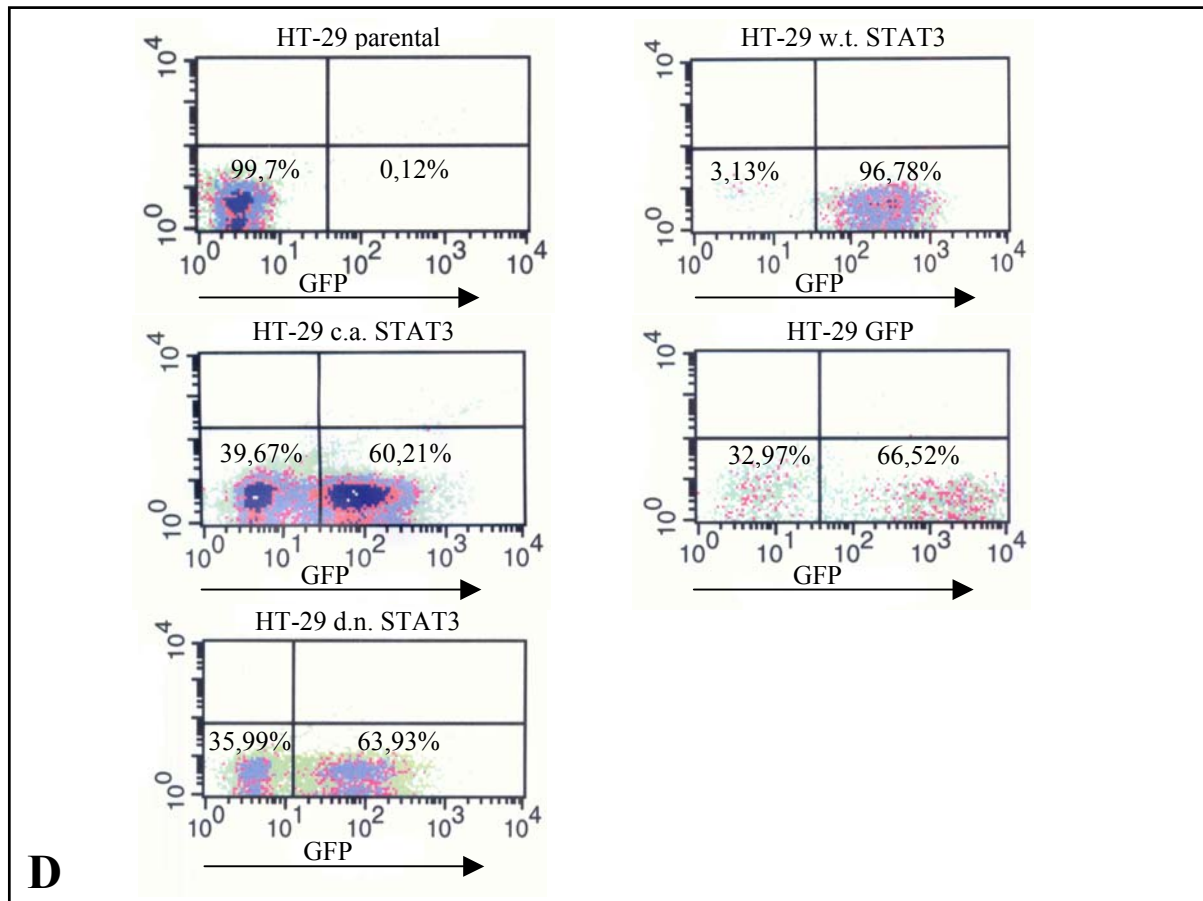 HT-29 parental
10^4
99,7% 0,12%
10^0
10^0 10^1 10^2 10^3 10^4
GFP
HT-29 w.t. STAT3
10^4
3,13% 96,78%
10^0
10^0 10^1 10^2 10^3 10^4
GFP
HT-29 c.a. STAT3
10^4
39,67% 60,21%
10^0
10^0 10^1 10^2 10^3 10^4
GFP
HT-29 GFP
10^4
32,97% 66,52%
10^0
10^0 10^1 10^2 10^3 10^4
GFP
HT-29 d.n. STAT3
10^4
35,99% 63,93%
10^0
10^0 10^1 10^2 10^3 10^4
GFP
D